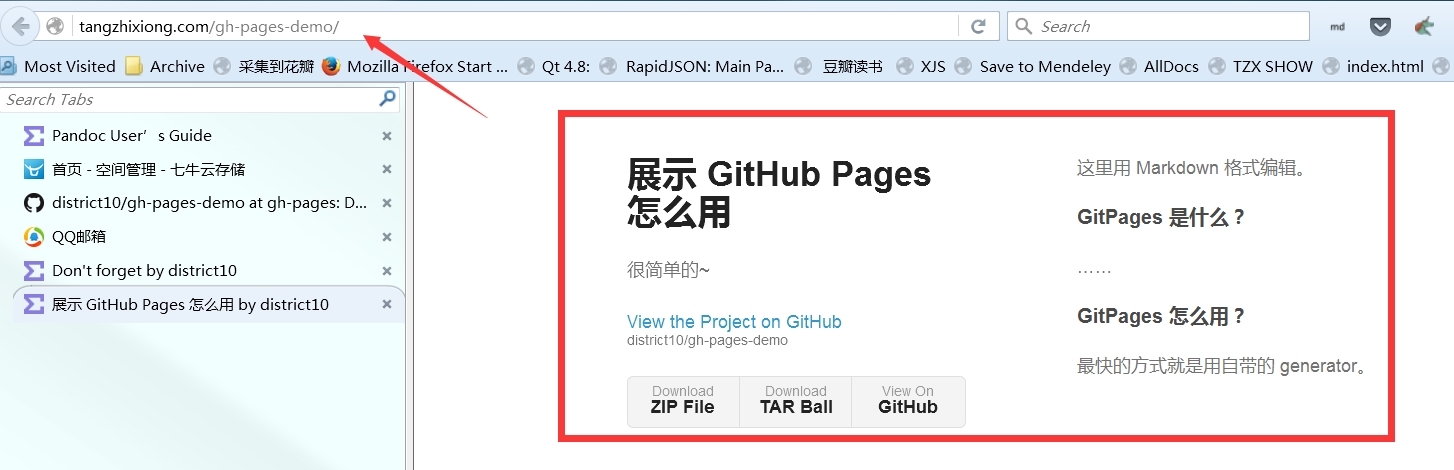 tangzhixiong.com/gh-pages-demo/
Search
md
Most Visited
Archive
采集到花瓣
Mozilla Firefox Start ...
Qt 4.8:
RapidJSON: Main Pa...
豆瓣读书
XJS
Save to Mendeley
AllDocs
TZX SHOW
index.html
Search Tabs
Pandoc User’s Guide
首页 - 空间管理 - 七牛云存储
district10/gh-pages-demo at gh-pages: D...
QQ邮箱
Don't forget by district10
展示 GitHub Pages 怎么用 by district10
展示 GitHub Pages
怎么用
很简单的~
View the Project on GitHub
district10/gh-pages-demo
Download
ZIP File
Download
TAR Ball
View On
GitHub
这里用 Markdown 格式编辑。
GitPages 是什么？
……
GitPages 怎么用？
最快的方式就是用自带的 generator。